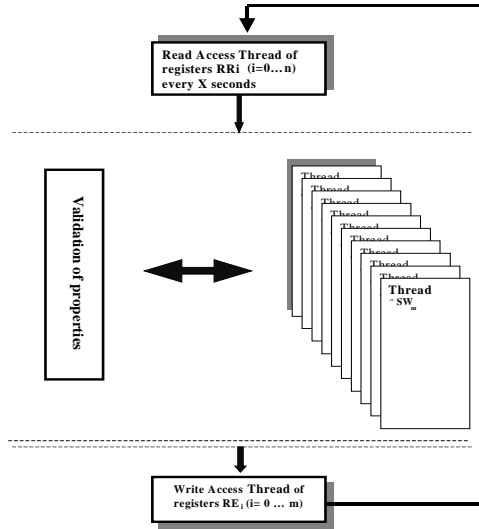 Read Access Thread of
registers RRi (i=0...n)
every X seconds
Validation of properties
Thread
Thread
Thread
Thread
Thread
Thread
Thread
Thread
Thread
Thread
^ SWm
Write Access Thread of
registers REi (i= 0 ... m)